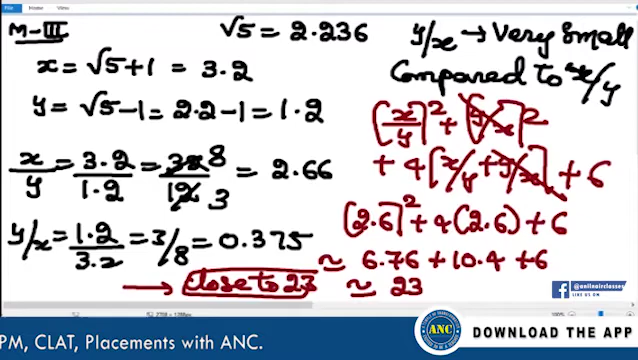 M-III
√5 = 2.236
x = √5+1 = 3.2
y = √5-1 = 2.2-1 = 1.2
x/y = 3.2/1.2 = 32/12 8/3 = 2.66
y/x = 1.2/3.2 = 3/8 = 0.375
→ close to 23
y/x → Very Small
Compared to x/y
[x/y]² + [y/x]²
+ 4[x/y + y/x] + 6
(2.6)² + 4(2.6) + 6
≈ 6.76 + 10.4 + 6
≈ 23
f @anilnairclasses
LIKE US ON
100%
PM, CLAT, Placements with ANC.
ANC
DOWNLOAD THE APP